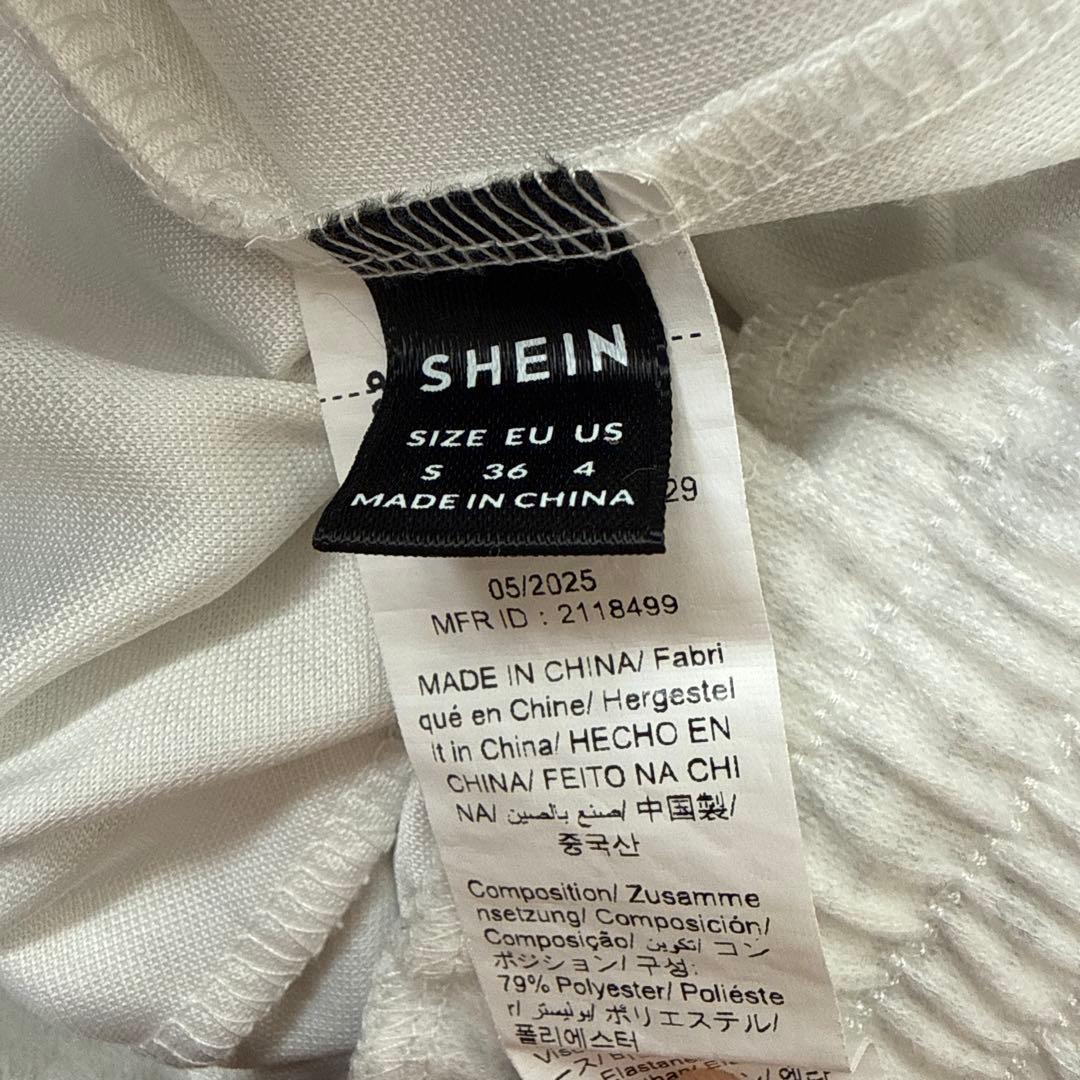 SHEIN
SIZE EU US
S 36 4
MADE IN CHINA
29
05/2025
MFR ID : 2118499
MADE IN CHINA/ Fabri
qué en Chine/ Hergestel
lt in China/ HECHO EN
CHINA/ FEITO NA CHI
NA/ صنع بالصين/ 中国製/
중국산
Composition/ Zusamme
nsetzung/ Composición/
Composição/ تكوين/ コン
ポジション/ 구성:
79% Polyester/ Poliéste
r/ بوليستر/ ポリエステル/
폴리에스터
Elastane